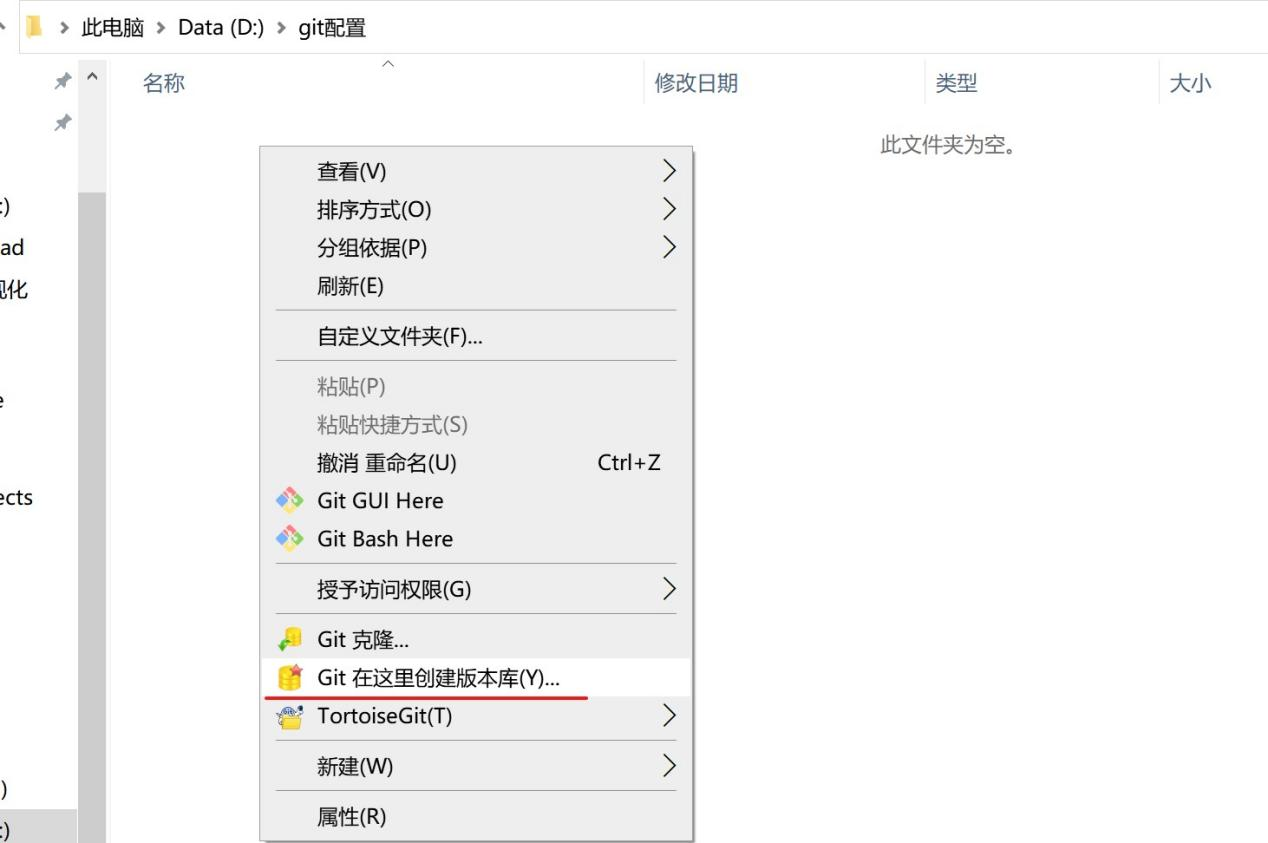 此电脑 Data (D:) git配置
名称 修改日期 类型 大小
此文件夹为空。
:)
ad
视化
e
ects
)
:)
查看(V)
排序方式(O)
分组依据(P)
刷新(E)
自定义文件夹(F)...
粘贴(P)
粘贴快捷方式(S)
撤消 重命名(U) Ctrl+Z
Git GUI Here
Git Bash Here
授予访问权限(G)
Git 克隆...
Git 在这里创建版本库(Y)...
TortoiseGit(T)
新建(W)
属性(R)